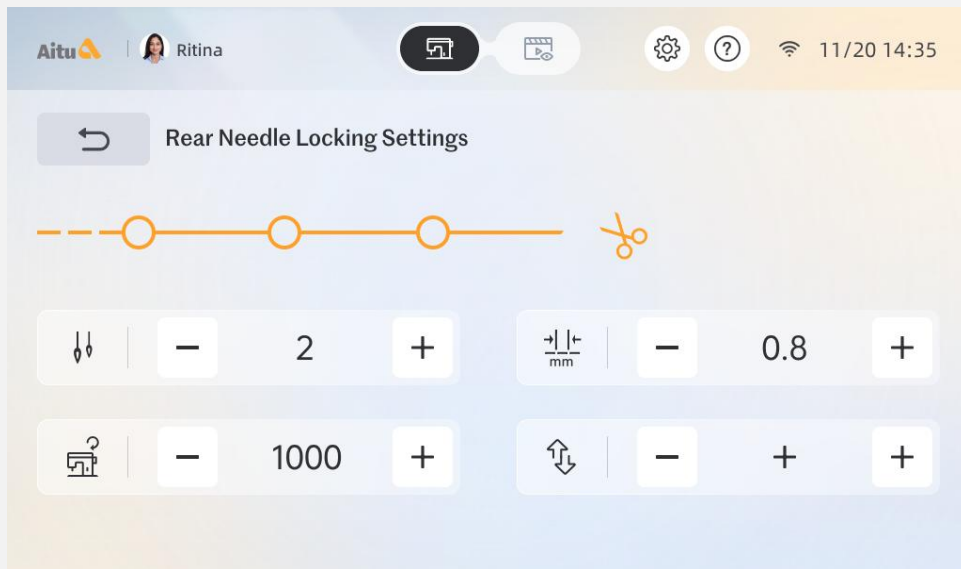 Aitu Ritina 11/20 14:35
Rear Needle Locking Settings
− 2 + mm − 0.8 +
− 1000 + − + +